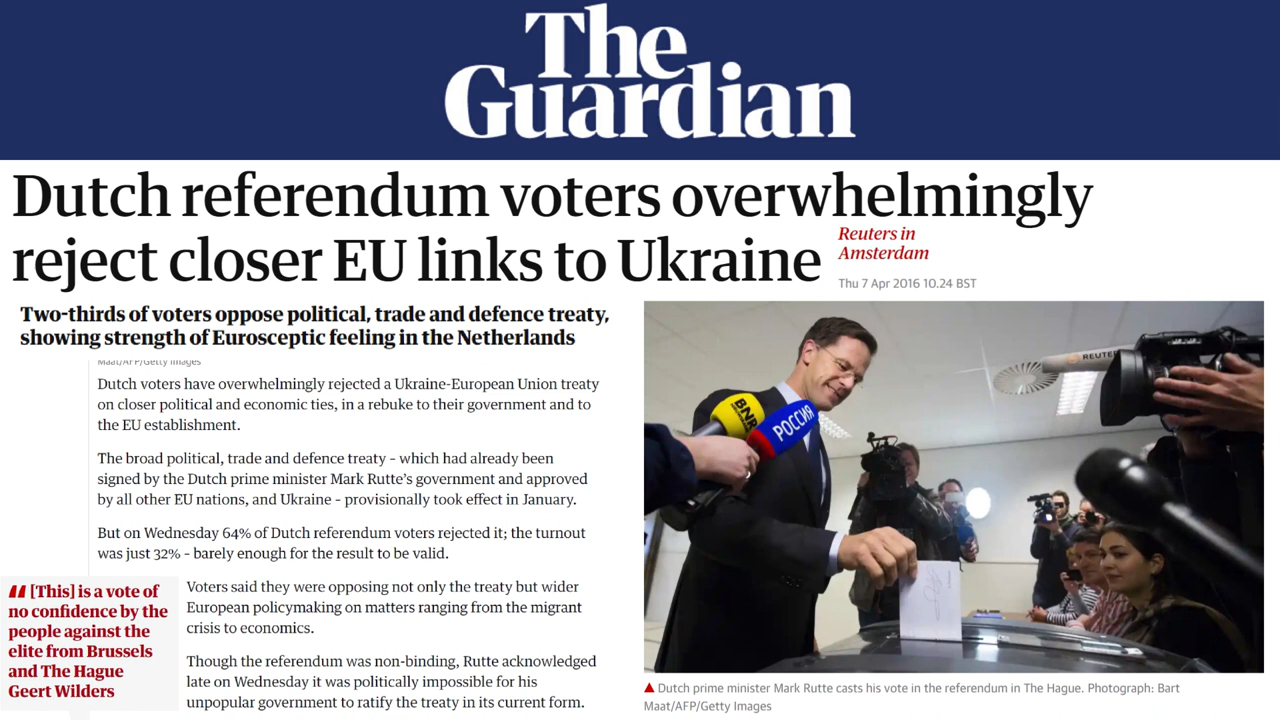 The
Guardian
Dutch referendum voters overwhelmingly
reject closer EU links to Ukraine
Reuters in
Amsterdam
Thu 7 Apr 2016 10.24 BST
Two-thirds of voters oppose political, trade and defence treaty,
showing strength of Eurosceptic feeling in the Netherlands
Maat/AFP/Getty Images
Dutch voters have overwhelmingly rejected a Ukraine-European Union treaty
on closer political and economic ties, in a rebuke to their government and to
the EU establishment.
The broad political, trade and defence treaty – which had already been
signed by the Dutch prime minister Mark Rutte’s government and approved
by all other EU nations, and Ukraine – provisionally took effect in January.
But on Wednesday 64% of Dutch referendum voters rejected it; the turnout
was just 32% – barely enough for the result to be valid.
“[This] is a vote of
no confidence by the
people against the
elite from Brussels
and The Hague
Geert Wilders
Voters said they were opposing not only the treaty but wider
European policymaking on matters ranging from the migrant
crisis to economics.
Though the referendum was non-binding, Rutte acknowledged
late on Wednesday it was politically impossible for his
unpopular government to ratify the treaty in its current form.
BNR
РОССИЯ
REUTER
Dutch prime minister Mark Rutte casts his vote in the referendum in The Hague. Photograph: Bart
Maat/AFP/Getty Images